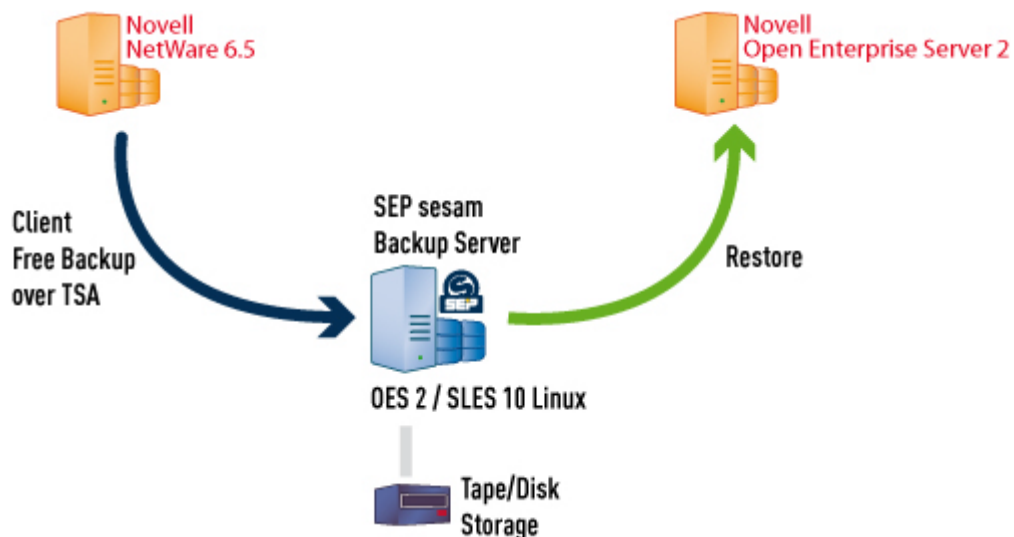 Novell
NetWare 6.5
Novell
Open Enterprise Server 2
Client
Free Backup
over TSA
SEP sesam
Backup Server
Restore
SEP
OES 2 / SLES 10 Linux
Tape/Disk
Storage